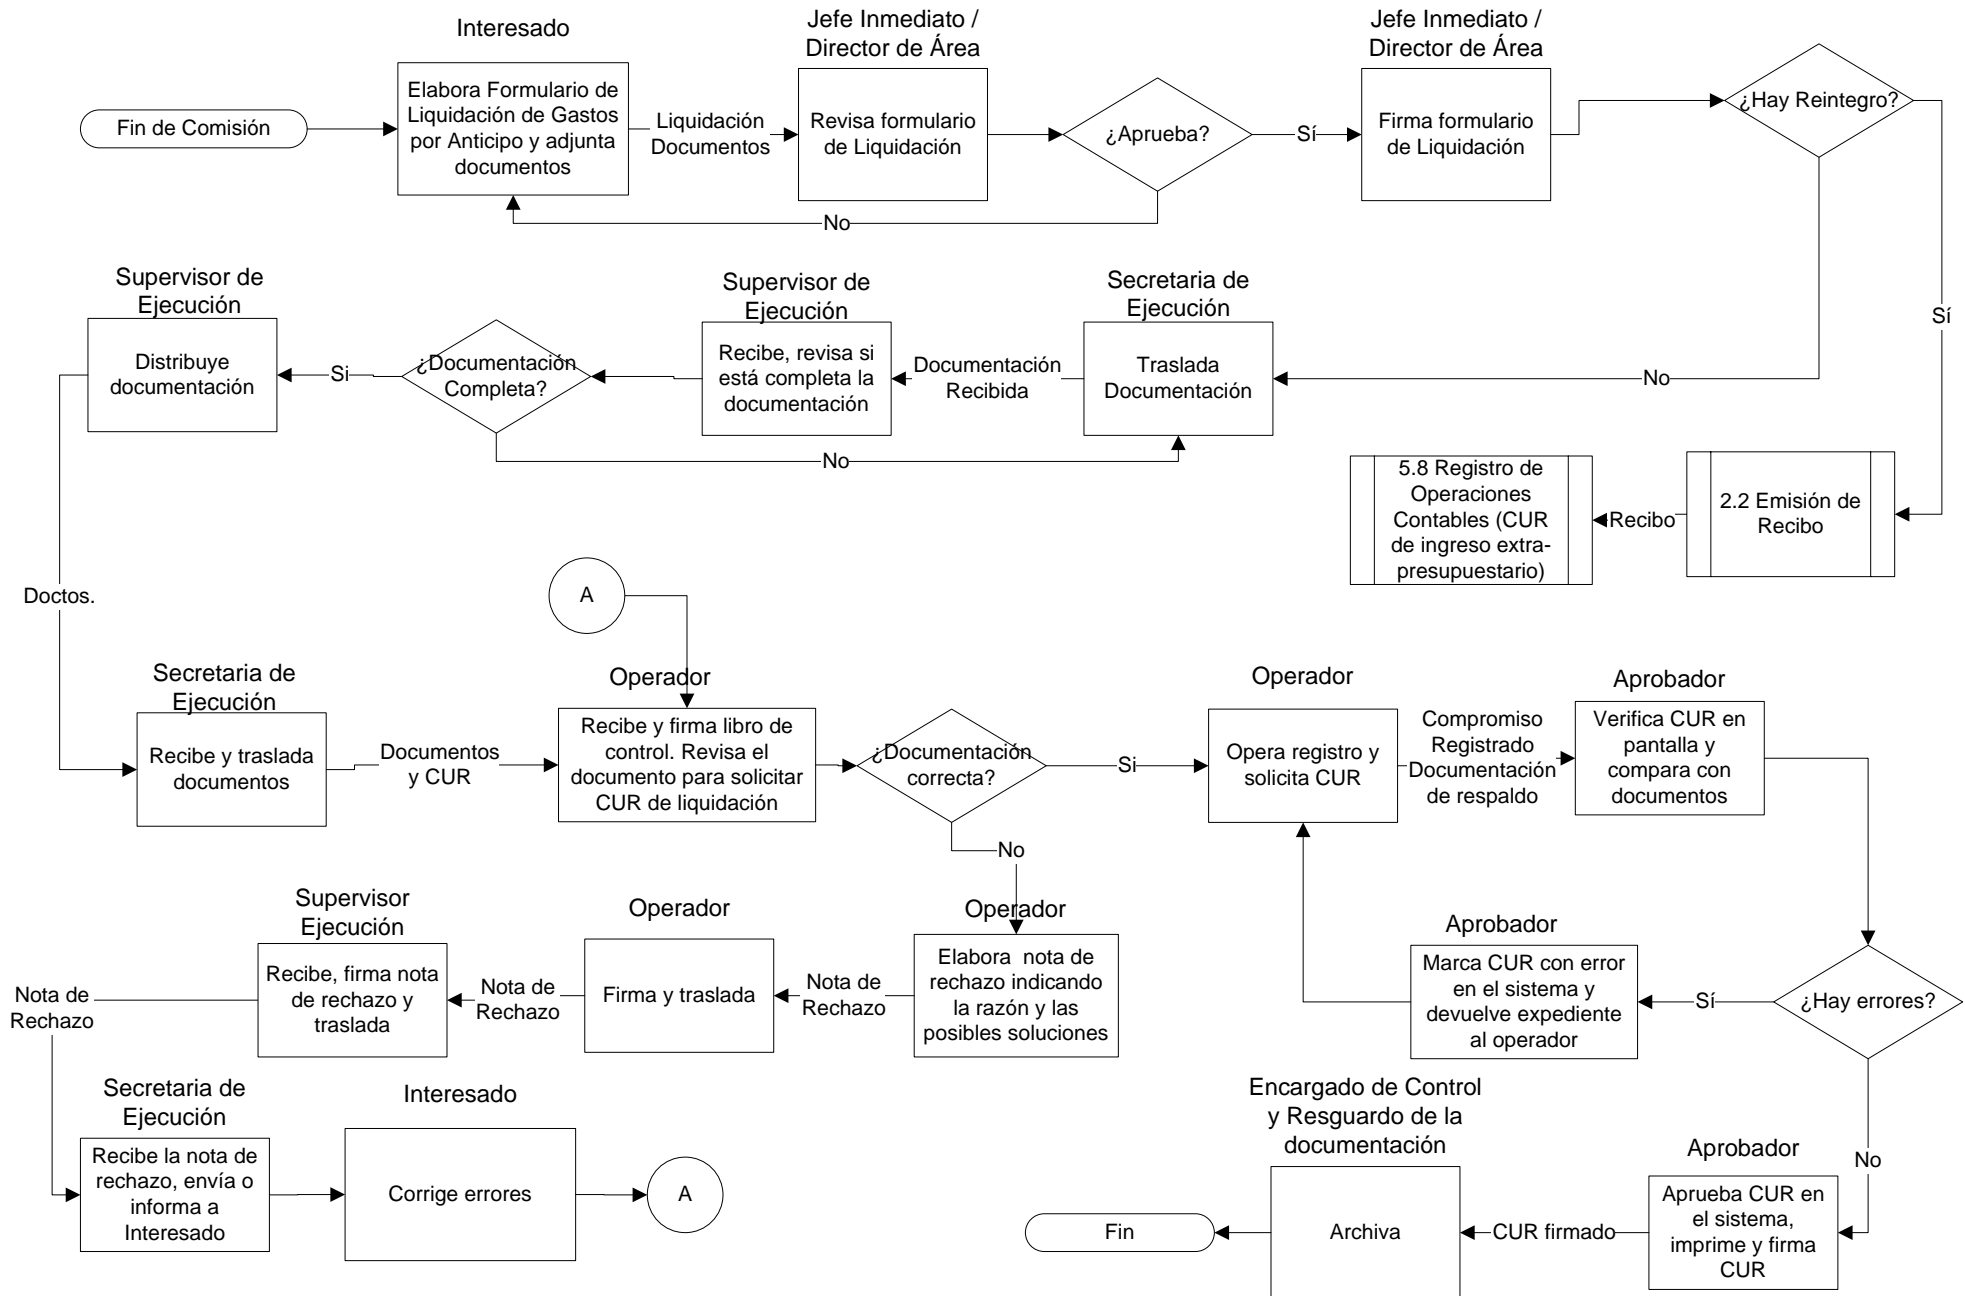 Fin de Comisión
Interesado
Elabora Formulario de
Liquidación de Gastos
por Anticipo y adjunta
documentos
Liquidación
Documentos
Jefe Inmediato /
Director de Área
Revisa formulario
de Liquidación
¿Aprueba?
No
Sí
Jefe Inmediato /
Director de Área
Firma formulario
de Liquidación
¿Hay Reintegro?
Sí
No
Secretaria de
Ejecución
Traslada
Documentación
Documentación
Recibida
Supervisor de
Ejecución
Recibe, revisa si
está completa la
documentación
¿Documentación
Completa?
No
Si
Supervisor de
Ejecución
Distribuye
documentación
2.2 Emisión de
Recibo
Recibo
5.8 Registro de
Operaciones
Contables (CUR
de ingreso extra-
presupuestario)
Doctos.
A
Secretaria de
Ejecución
Recibe y traslada
documentos
Documentos
y CUR
Operador
Recibe y firma libro de
control. Revisa el
documento para solicitar
CUR de liquidación
¿Documentación
correcta?
Si
No
Operador
Opera registro y
solicita CUR
Compromiso
Registrado
Documentación
de respaldo
Aprobador
Verifica CUR en
pantalla y
compara con
documentos
¿Hay errores?
Sí
Aprobador
Marca CUR con error
en el sistema y
devuelve expediente
al operador
Operador
Elabora nota de
rechazo indicando
la razón y las
posibles soluciones
Nota de
Rechazo
Operador
Firma y traslada
Nota de
Rechazo
Supervisor
Ejecución
Recibe, firma nota
de rechazo y
traslada
Nota de
Rechazo
Secretaria de
Ejecución
Recibe la nota de
rechazo, envía o
informa a
Interesado
Interesado
Corrige errores
A
No
Aprobador
Aprueba CUR en
el sistema,
imprime y firma
CUR
CUR firmado
Encargado de Control
y Resguardo de la
documentación
Archiva
Fin